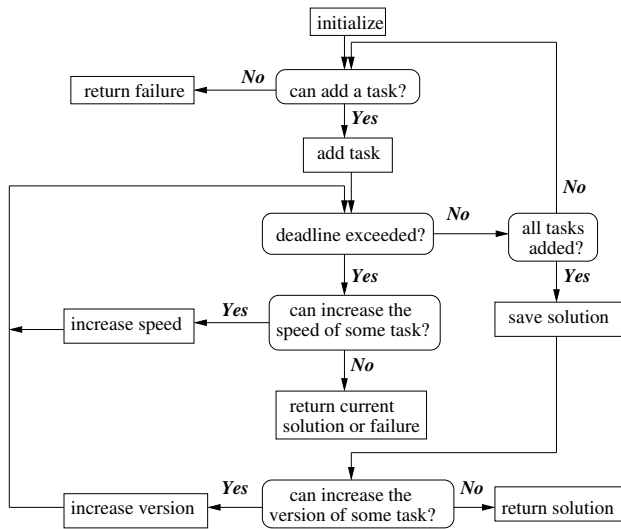 initialize
No
return failure
can add a task?
Yes
add task
No
No
deadline exceeded?
all tasks
added?
Yes
Yes
Yes
increase speed
can increase the
speed of some task?
save solution
No
return current
solution or failure
Yes
can increase the
version of some task?
No
increase version
return solution